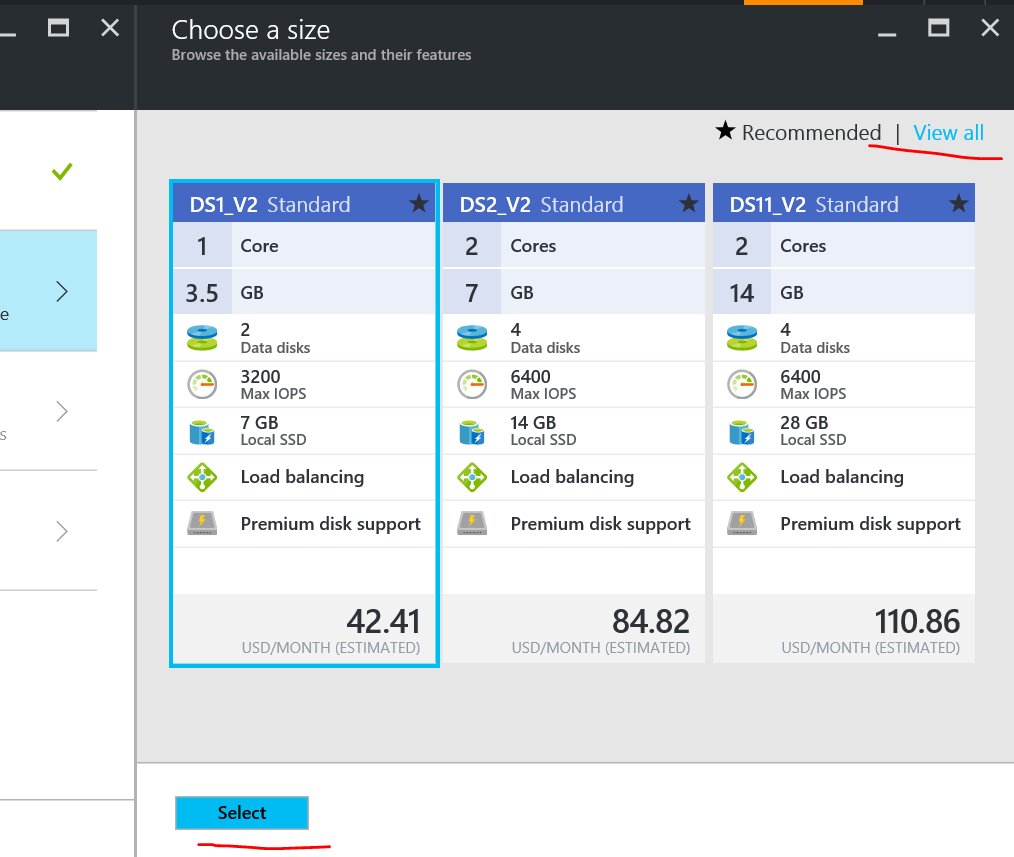 Choose a size
Browse the available sizes and their features
e
s
★ Recommended | View all
DS1_V2 Standard ★
1 Core
3.5 GB
2
Data disks
3200
Max IOPS
7 GB
Local SSD
Load balancing
Premium disk support
42.41
USD/MONTH (ESTIMATED)
DS2_V2 Standard ★
2 Cores
7 GB
4
Data disks
6400
Max IOPS
14 GB
Local SSD
Load balancing
Premium disk support
84.82
USD/MONTH (ESTIMATED)
DS11_V2 Standard ★
2 Cores
14 GB
4
Data disks
6400
Max IOPS
28 GB
Local SSD
Load balancing
Premium disk support
110.86
USD/MONTH (ESTIMATED)
Select